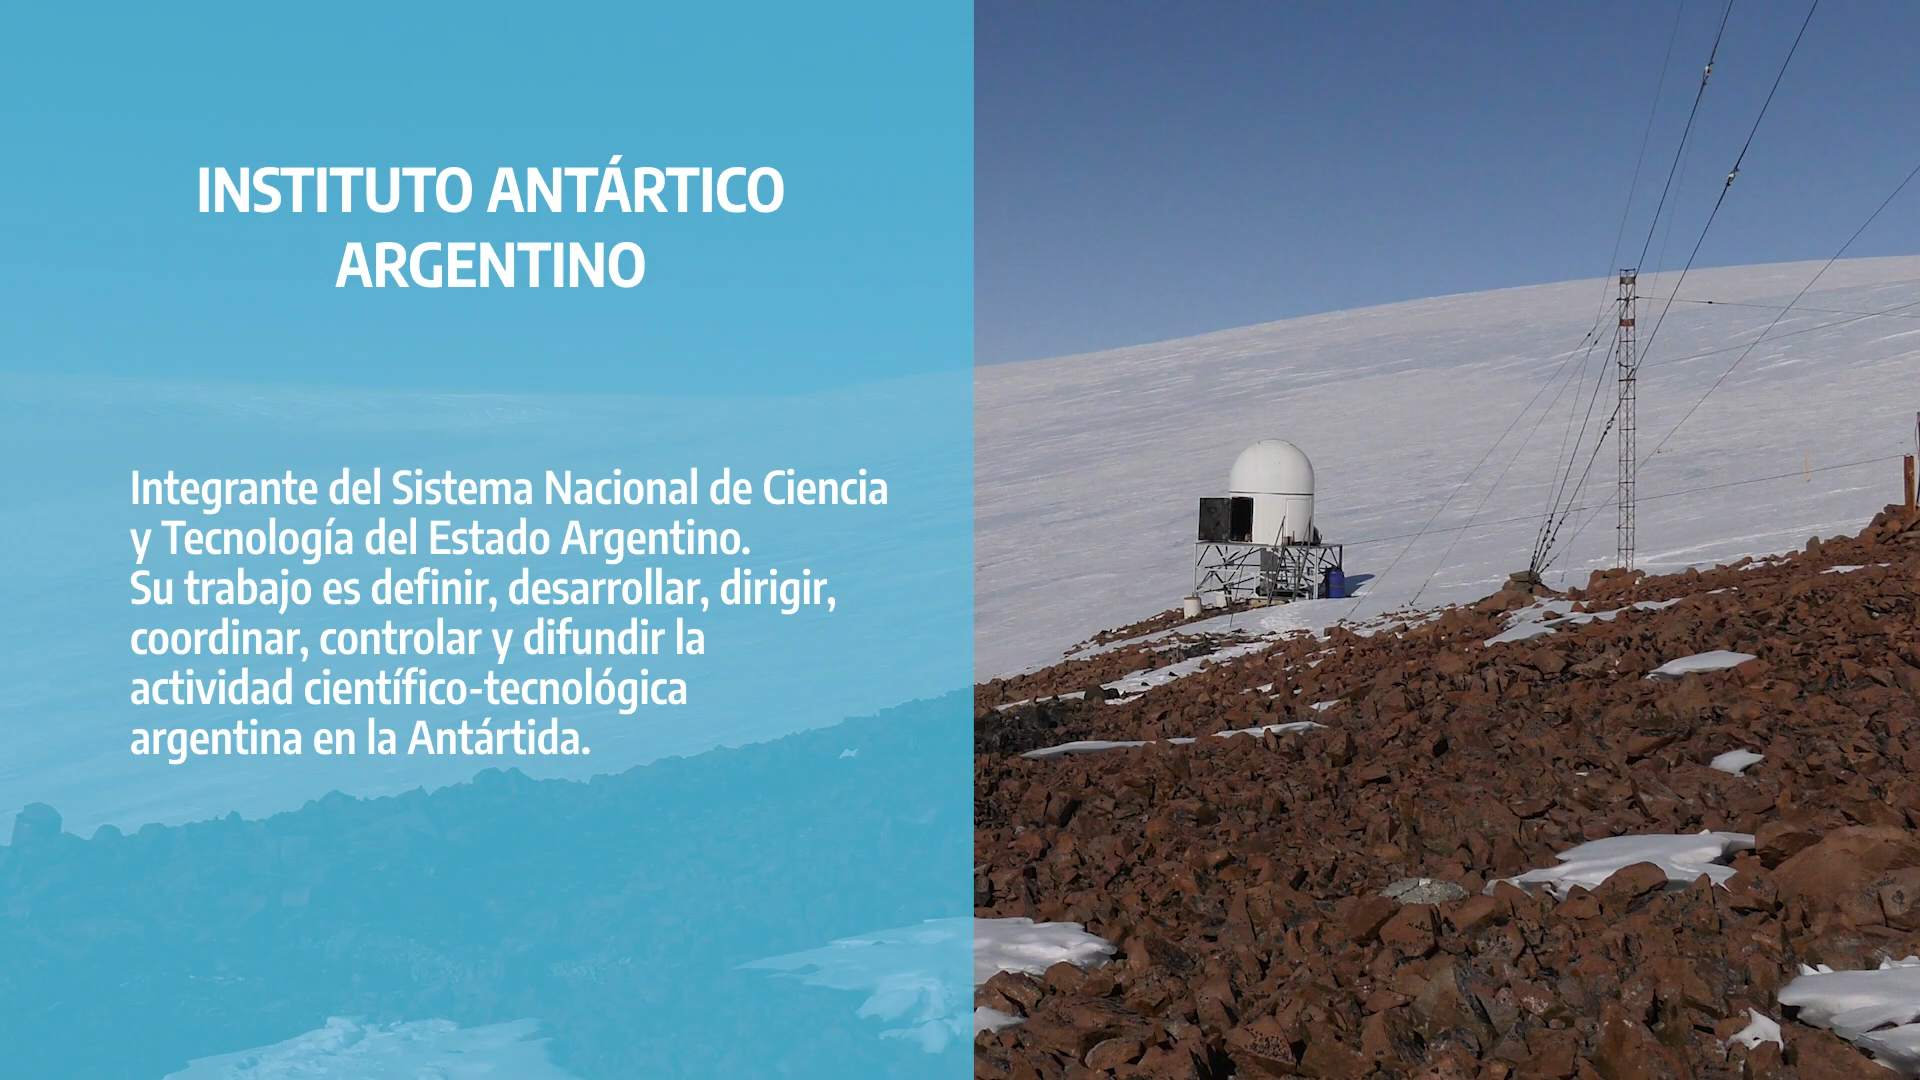 INSTITUTO ANTÁRTICO
ARGENTINO
Integrante del Sistema Nacional de Ciencia
y Tecnología del Estado Argentino.
Su trabajo es definir, desarrollar, dirigir,
coordinar, controlar y difundir la
actividad científico-tecnológica
argentina en la Antártida.